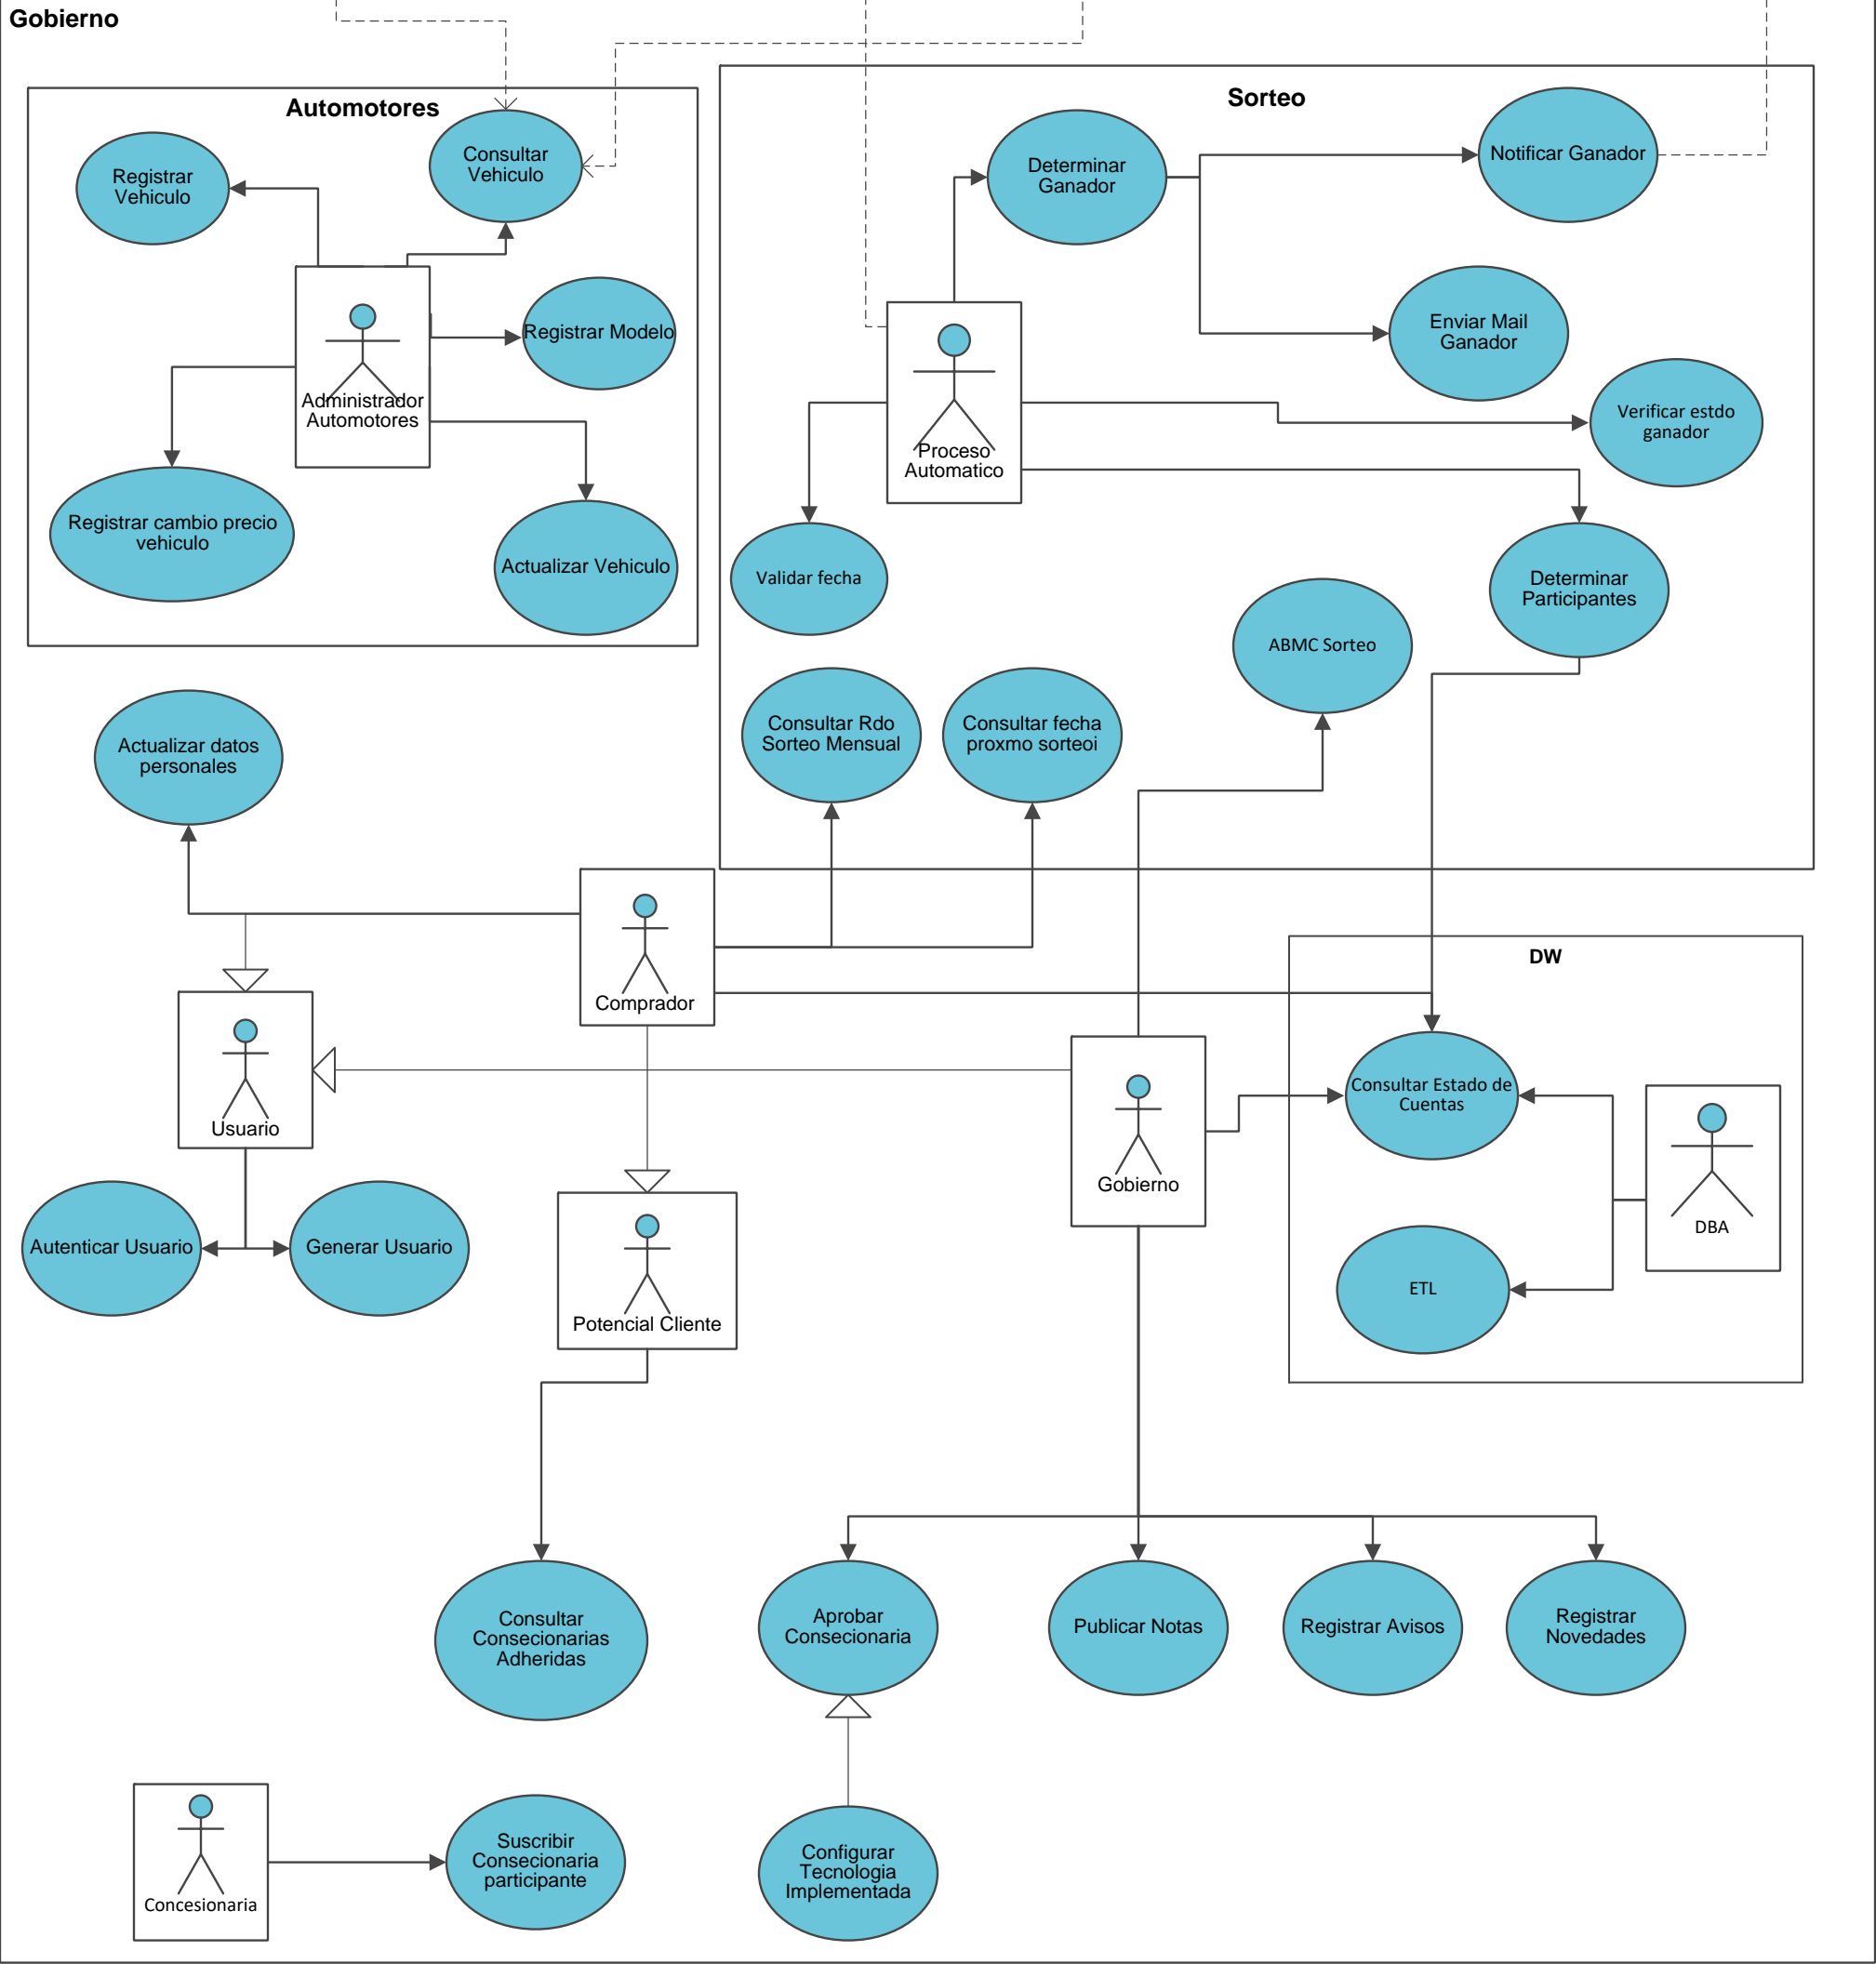 Gobierno
Automotores
Registrar
Vehiculo
Consultar
Vehiculo
Registrar Modelo
Administrador
Automotores
Registrar cambio precio
vehiculo
Actualizar Vehiculo
Sorteo
Determinar
Ganador
Notificar Ganador
Enviar Mail
Ganador
Verificar estdo
ganador
Proceso
Automatico
Validar fecha
Determinar
Participantes
ABMC Sorteo
Consultar Rdo
Sorteo Mensual
Consultar fecha
proxmo sorteoi
Actualizar datos
personales
Comprador
Usuario
Autenticar Usuario
Generar Usuario
Potencial Cliente
Gobierno
DW
Consultar Estado de
Cuentas
DBA
ETL
Consultar
Consecionarias
Adheridas
Aprobar
Consecionaria
Publicar Notas
Registrar Avisos
Registrar
Novedades
Concesionaria
Suscribir
Consecionaria
participante
Configurar
Tecnologia
Implementada